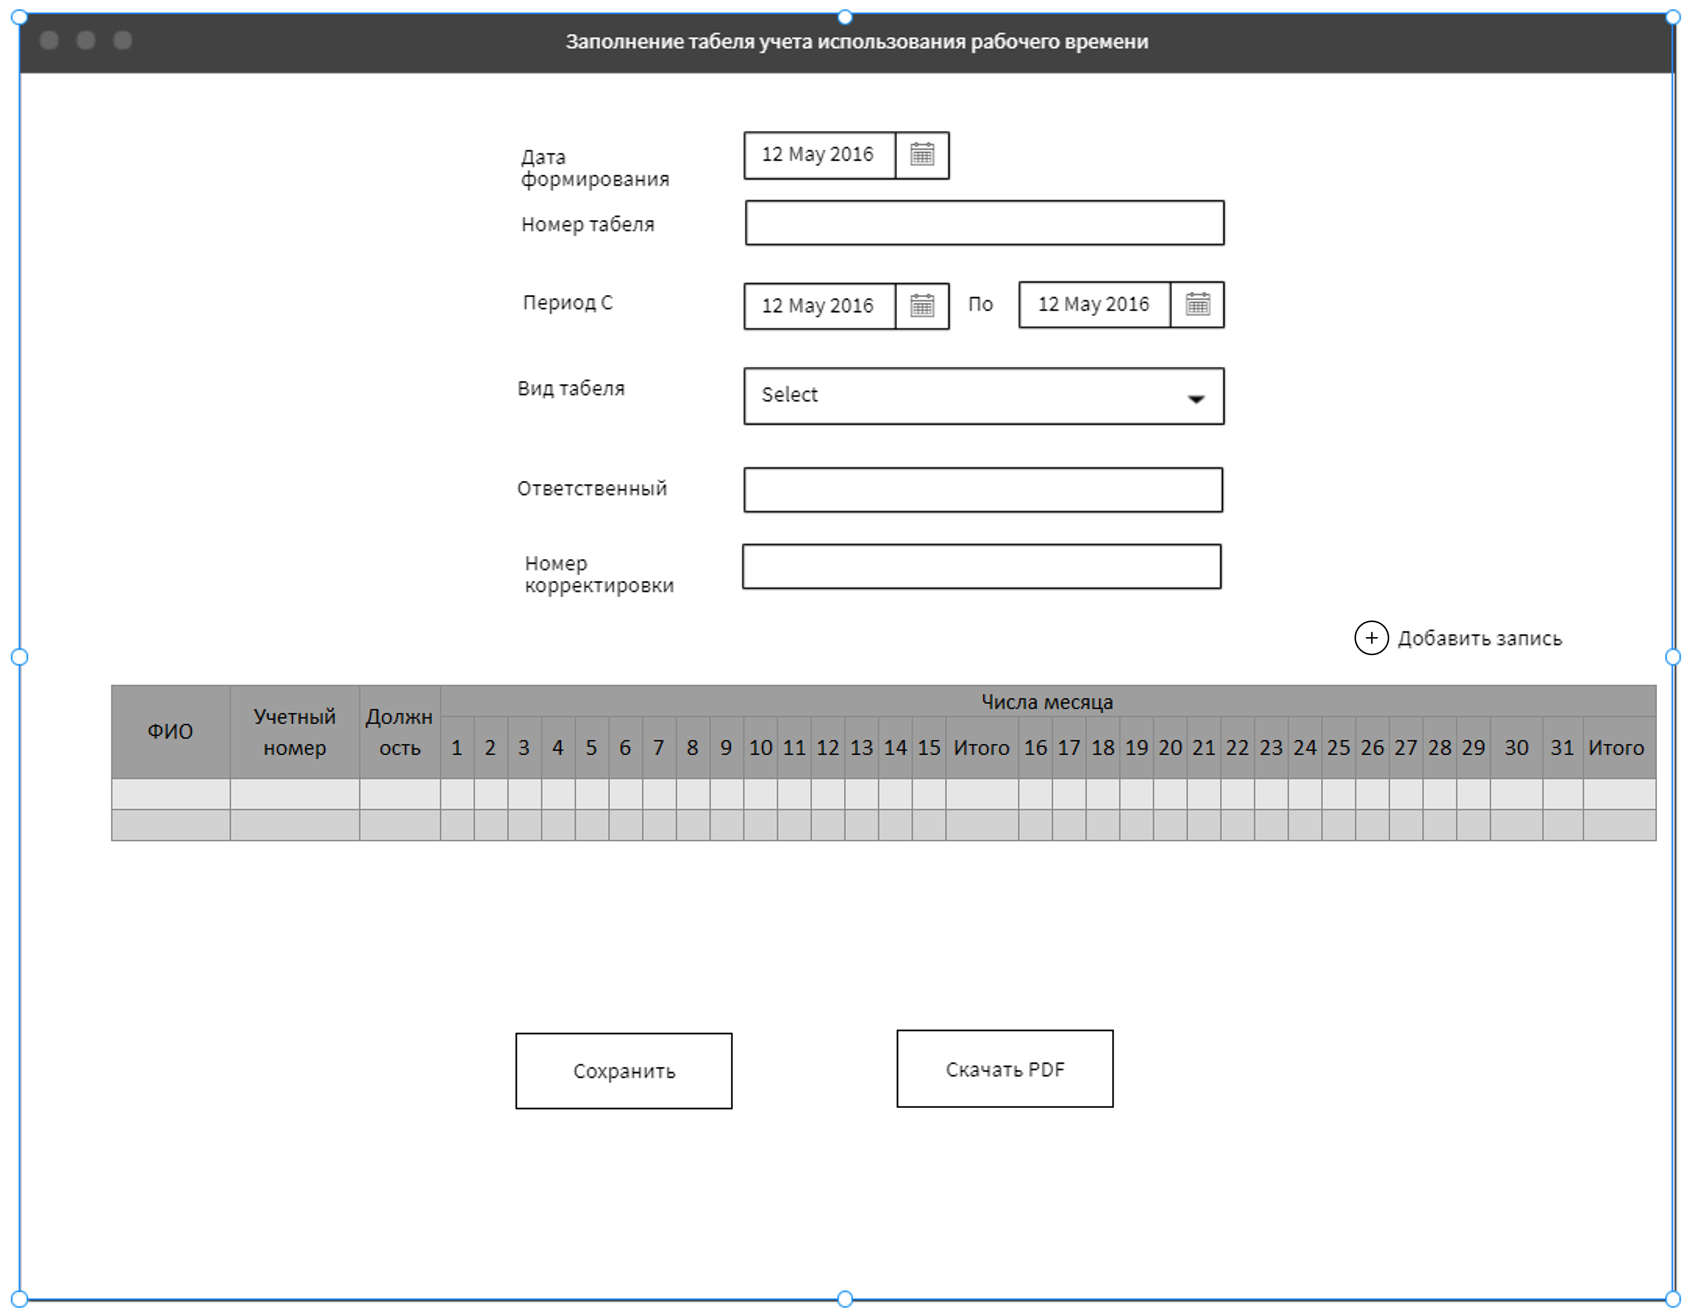 Заполнение табеля учета использования рабочего времени
Дата
формирования
12 May 2016
Номер табеля
Период С
12 May 2016
По
12 May 2016
Вид табеля
Select
Ответственный
Номер
корректировки
+ Добавить запись
ФИО
Учетный
номер
Должн
ость
Числа месяца
1 2 3 4 5 6 7 8 9 10 11 12 13 14 15 Итого 16 17 18 19 20 21 22 23 24 25 26 27 28 29 30 31 Итого
Сохранить
Скачать PDF